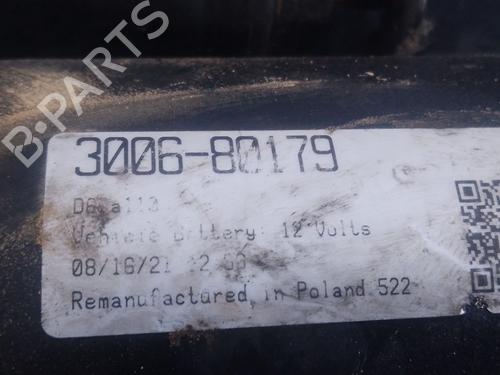 B-PARTS
3006-80179
Vehicle Battery: 12 Volts
08/16/21
Remanufactured in Poland 522